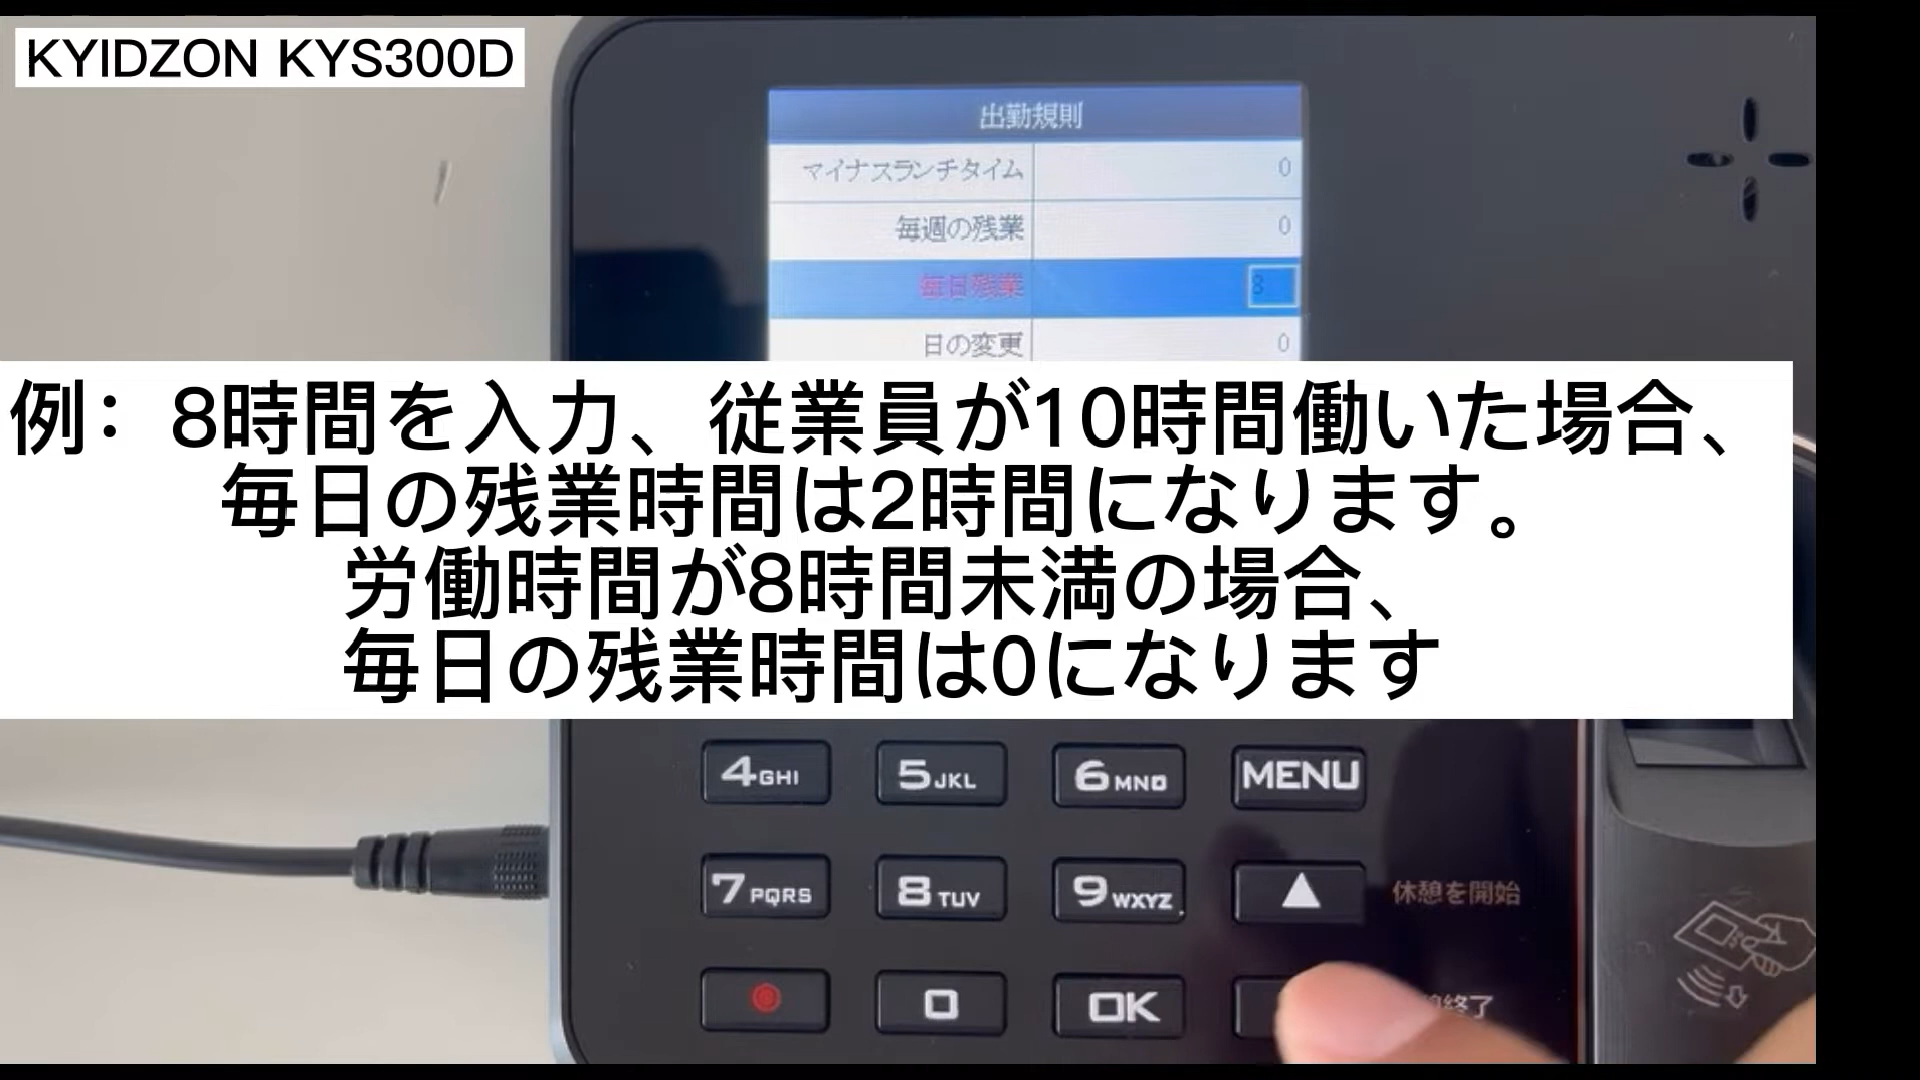 KYIDZON KYS300D
出勤規則
マイナスランチタイム 0
毎週の残業 0
毎日残業 8
日の変更 0
例：8時間を入力、従業員が10時間働いた場合、
毎日の残業時間は2時間になります。
労働時間が8時間未満の場合、
毎日の残業時間は0になります
4GHI 5JKL 6MNO MENU
7PQRS 8TUV 9WXYZ. ▲ 休憩を開始
0 OK 終了